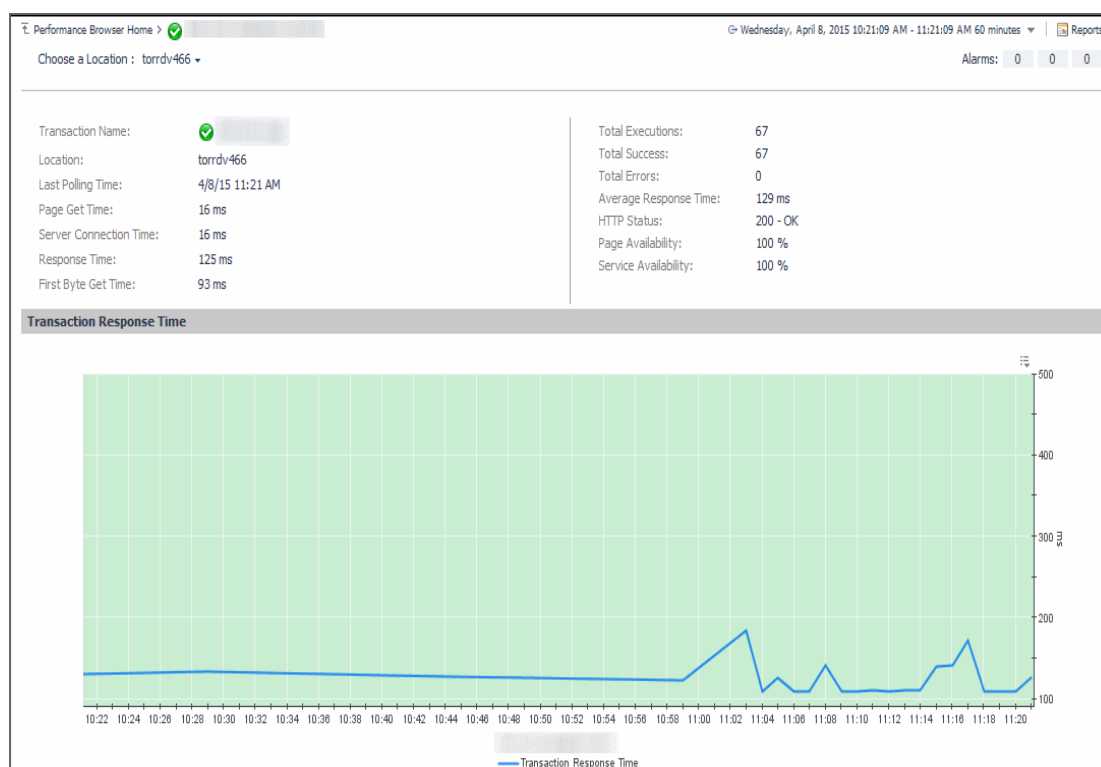 Performance Browser Home >
Wednesday, April 8, 2015 10:21:09 AM - 11:21:09 AM 60 minutes Reports
Choose a Location : torrdv466
Alarms: 0 0 0
Transaction Name:
Location: torrdv466
Last Polling Time: 4/8/15 11:21 AM
Page Get Time: 16 ms
Server Connection Time: 16 ms
Response Time: 125 ms
First Byte Get Time: 93 ms
Total Executions: 67
Total Success: 67
Total Errors: 0
Average Response Time: 129 ms
HTTP Status: 200 - OK
Page Availability: 100 %
Service Availability: 100 %
Transaction Response Time
500
400
300
ms
200
100
10:22 10:24 10:26 10:28 10:30 10:32 10:34 10:36 10:38 10:40 10:42 10:44 10:46 10:48 10:50 10:52 10:54 10:56 10:58 11:00 11:02 11:04 11:06 11:08 11:10 11:12 11:14 11:16 11:18 11:20
Transaction Response Time